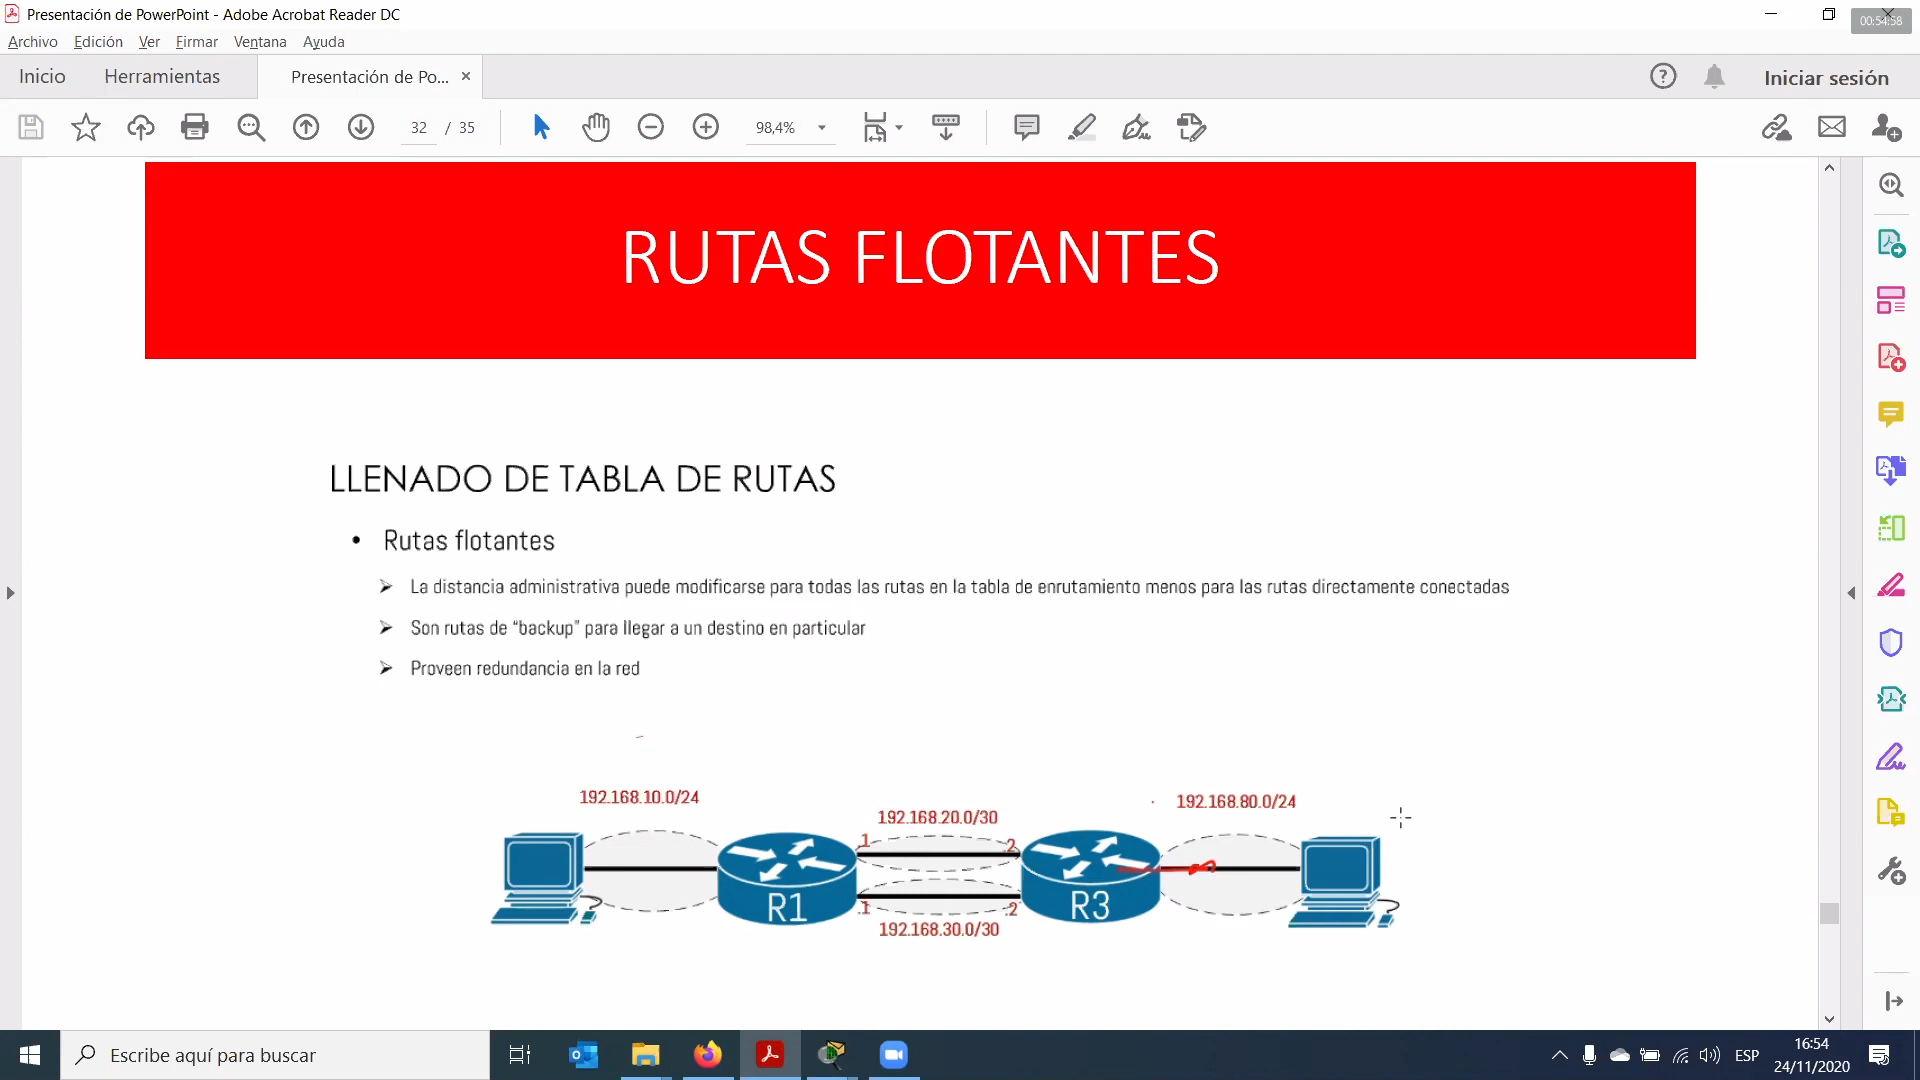 Presentación de PowerPoint - Adobe Acrobat Reader DC
00:54:58
Archivo Edición Ver Firmar Ventana Ayuda
Inicio Herramientas Presentación de Po... × Iniciar sesión
32 / 35 98,4%
RUTAS FLOTANTES
LLENADO DE TABLA DE RUTAS
• Rutas flotantes
➢ La distancia administrativa puede modificarse para todas las rutas en la tabla de enrutamiento menos para las rutas directamente conectadas
➢ Son rutas de “backup” para llegar a un destino en particular
➢ Proveen redundancia en la red
192.168.10.0/24
192.168.20.0/30
192.168.80.0/24
.1 .2
R1 R3
.1 .2
192.168.30.0/30
Escribe aquí para buscar
ESP
16:54
24/11/2020